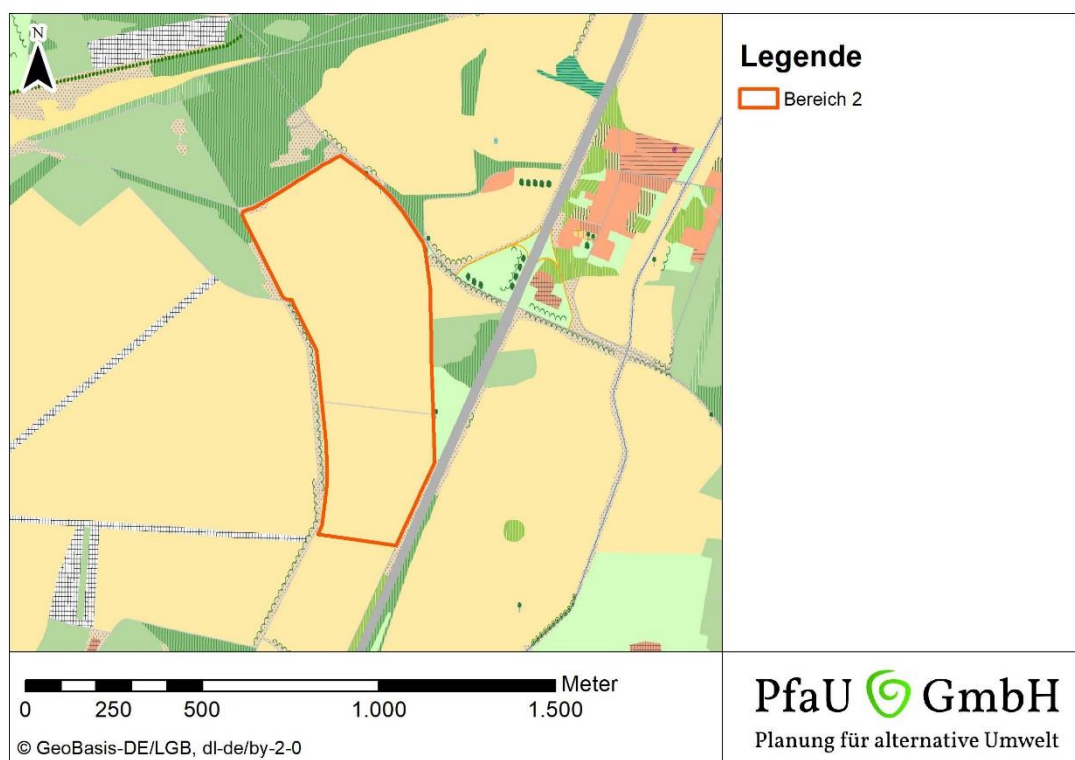 N
Legende
Bereich 2
Meter
0 250 500 1.000 1.500
© GeoBasis-DE/LGB, dl-de/by-2-0
PfaU GmbH
Planung für alternative Umwelt